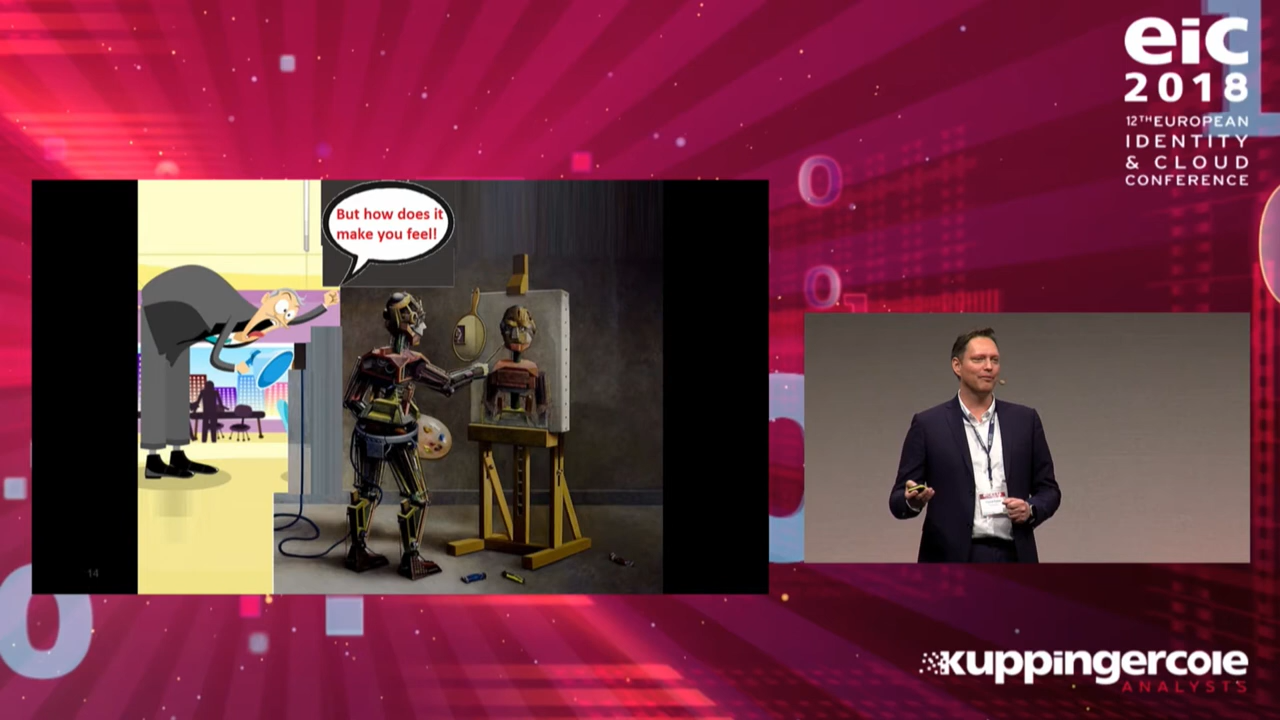 eic
2018
12TH EUROPEAN
IDENTITY
& CLOUD
CONFERENCE
But how does it
make you feel!
14
kuppingercole
ANALYSTS